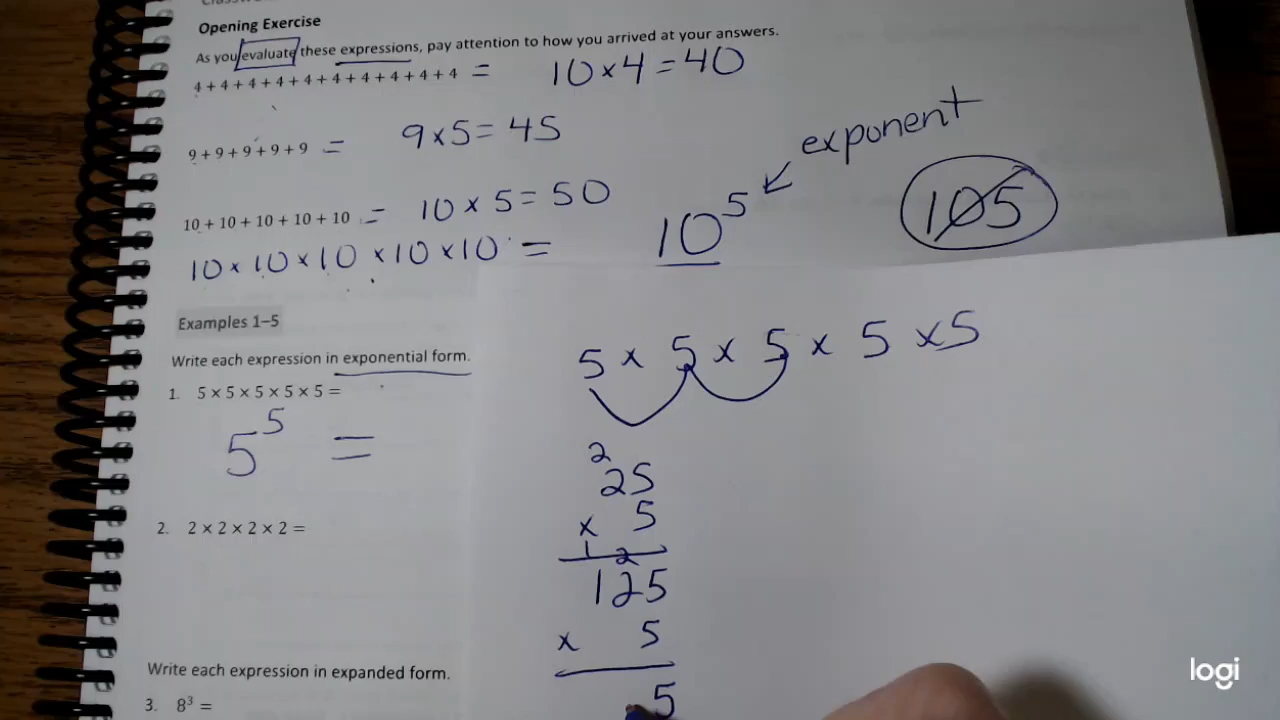 Opening Exercise
As you evaluate these expressions, pay attention to how you arrived at your answers.
4 + 4 + 4 + 4 + 4 + 4 + 4 + 4 + 4 + 4 = 10 × 4 = 40
9 + 9 + 9 + 9 + 9 = 9 × 5 = 45
exponent
10 + 10 + 10 + 10 + 10 = 10 × 5 = 50
10 × 10 × 10 × 10 × 10 = 10⁵
105
Examples 1–5
Write each expression in exponential form.
1. 5 × 5 × 5 × 5 × 5 =
5⁵ =
2. 2 × 2 × 2 × 2 =
Write each expression in expanded form.
3. 8³ =
5 × 5 × 5 × 5 × 5
2
25
× 5
1 2
125
× 5
5
logi